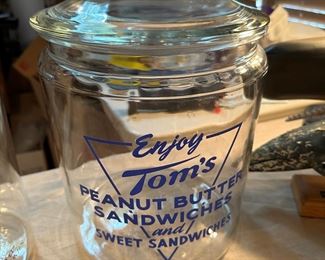 Enjoy
Tom's
PEANUT BUTTER
SANDWICHES
and
SWEET SANDWICHES